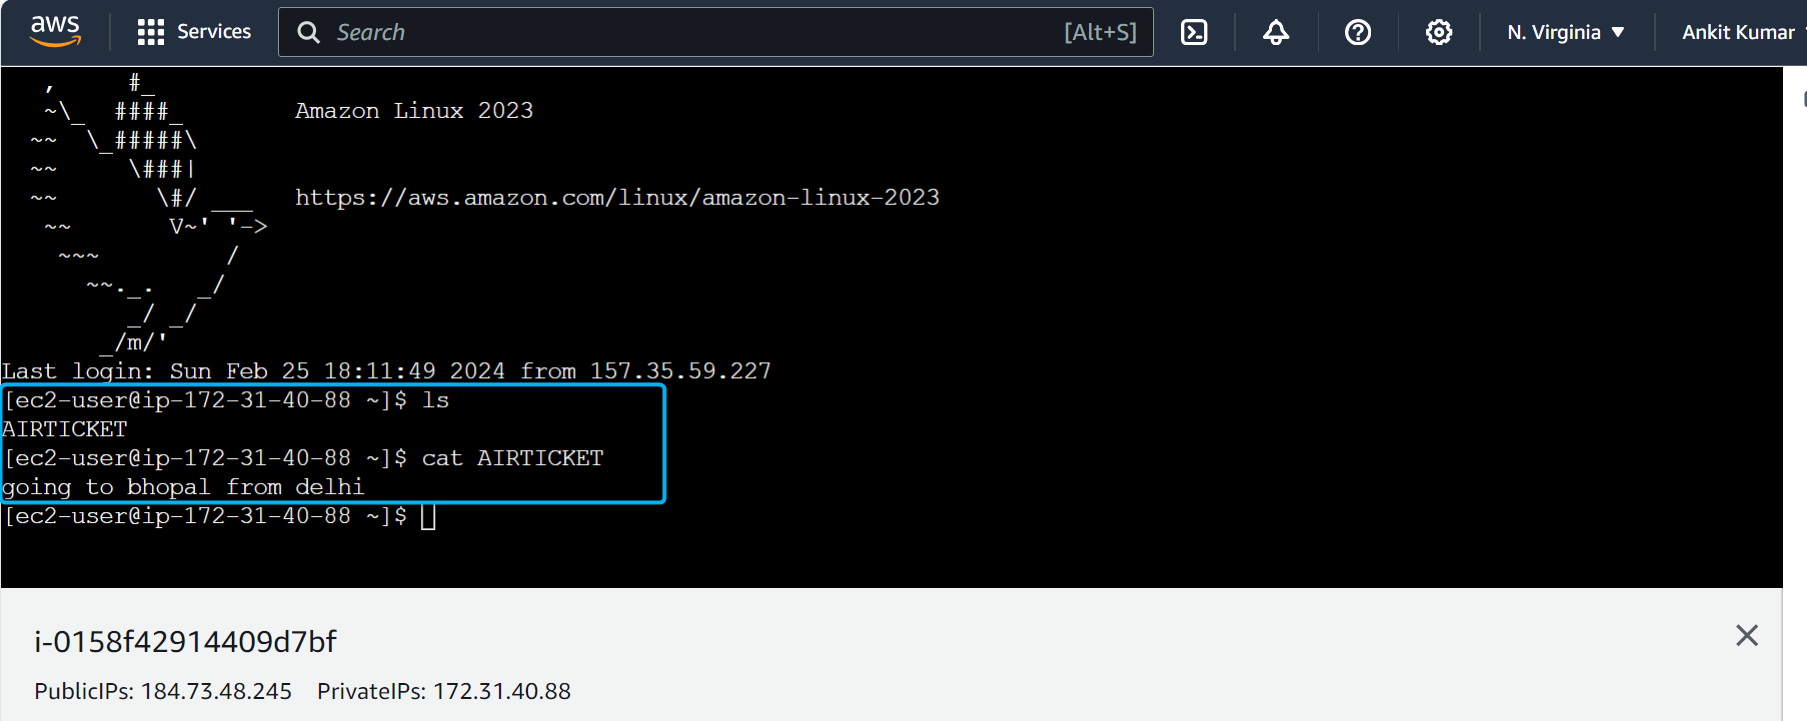 aws Services Search [Alt+S] N. Virginia ▼ Ankit Kumar
   ,     #_
   ~\_  ####_        Amazon Linux 2023
  ~~  \_#####\
  ~~     \###|
  ~~       \#/ ___   https://aws.amazon.com/linux/amazon-linux-2023
   ~~       V~' '->
    ~~~         /
      ~~._.   _/
         _/ _/
       _/m/'
Last login: Sun Feb 25 18:11:49 2024 from 157.35.59.227
[ec2-user@ip-172-31-40-88 ~]$ ls
AIRTICKET
[ec2-user@ip-172-31-40-88 ~]$ cat AIRTICKET
going to bhopal from delhi
[ec2-user@ip-172-31-40-88 ~]$
i-0158f42914409d7bf
PublicIPs: 184.73.48.245 PrivateIPs: 172.31.40.88